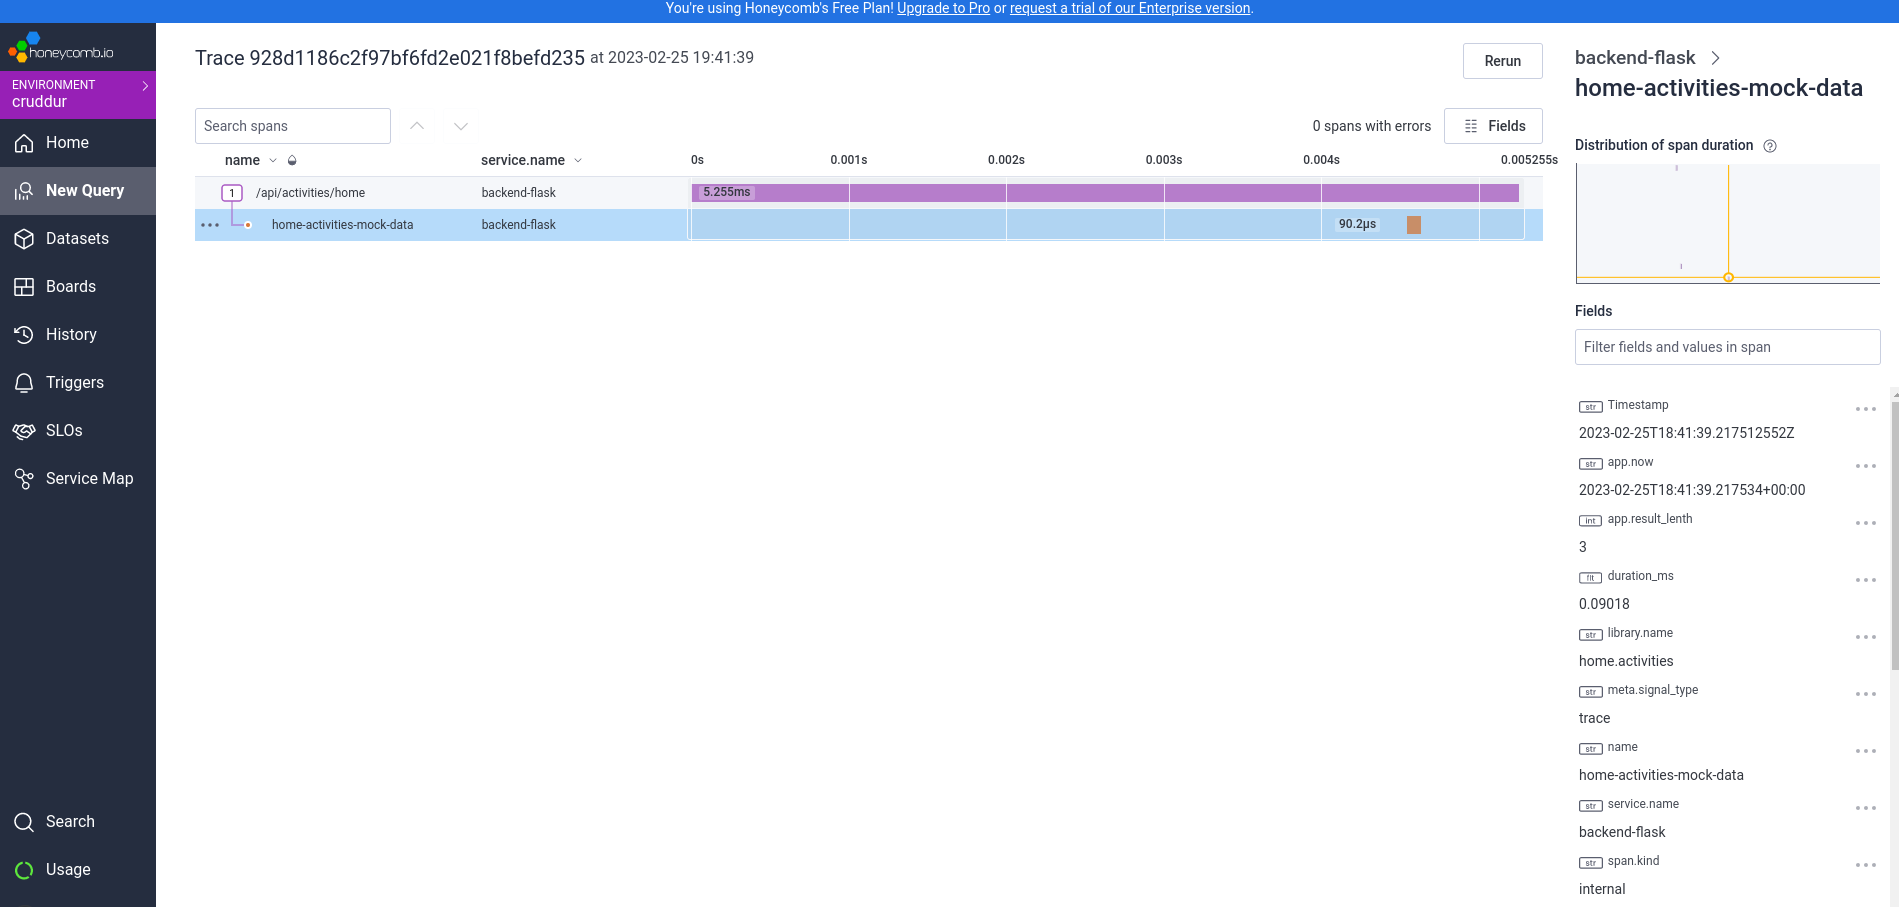 You're using Honeycomb's Free Plan! Upgrade to Pro or request a trial of our Enterprise version.
honeycomb.io
ENVIRONMENT
cruddur
Home
New Query
Datasets
Boards
History
Triggers
SLOs
Service Map
Search
Usage
Trace 928d1186c2f97bf6fd2e021f8befd235 at 2023-02-25 19:41:39
Rerun
Search spans
0 spans with errors
Fields
name service.name 0s 0.001s 0.002s 0.003s 0.004s 0.005255s
1 /api/activities/home backend-flask 5.255ms
home-activities-mock-data backend-flask 90.2µs
backend-flask
home-activities-mock-data
Distribution of span duration
Fields
Filter fields and values in span
str Timestamp
2023-02-25T18:41:39.217512552Z
str app.now
2023-02-25T18:41:39.217534+00:00
int app.result_lenth
3
flt duration_ms
0.09018
str library.name
home.activities
str meta.signal_type
trace
str name
home-activities-mock-data
str service.name
backend-flask
str span.kind
internal